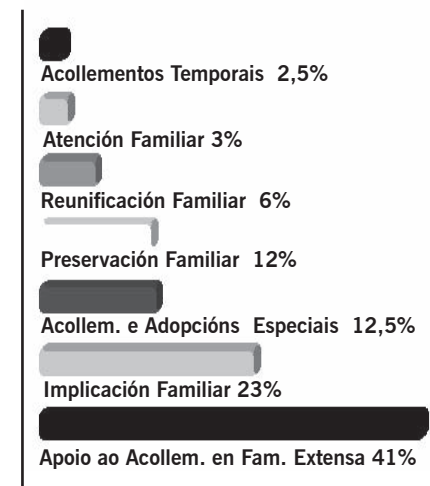 Acollementos Temporais 2,5%
Atención Familiar 3%
Reunificación Familiar 6%
Preservación Familiar 12%
Acollem. e Adopcións Especiais 12,5%
Implicación Familiar 23%
Apoio ao Acollem. en Fam. Extensa 41%